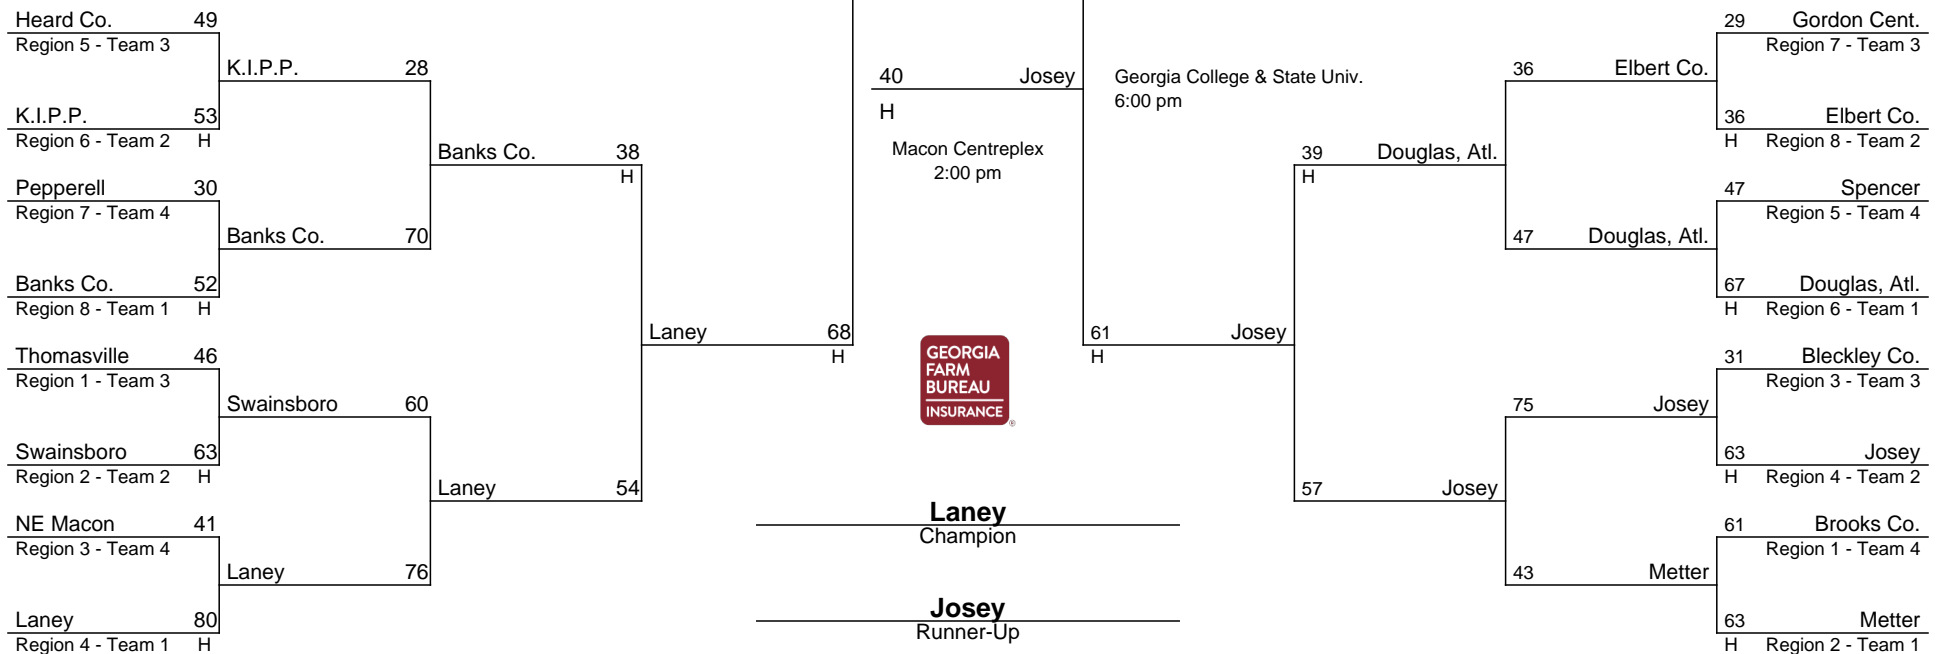 Heard Co. 49
Region 5 - Team 3
K.I.P.P. 28
K.I.P.P. 53
Region 6 - Team 2 H
Banks Co. 38
H
Pepperell 30
Region 7 - Team 4
Banks Co. 70
Banks Co. 52
Region 8 - Team 1 H
Laney 68
H
Thomasville 46
Region 1 - Team 3
Swainsboro 60
Swainsboro 63
Region 2 - Team 2 H
Laney 54
NE Macon 41
Region 3 - Team 4
Laney 76
Laney 80
Region 4 - Team 1 H
40 Josey
H
Macon Centreplex
2:00 pm
Georgia College & State Univ.
6:00 pm
GEORGIA
FARM
BUREAU
INSURANCE
®
Laney
Champion
Josey
Runner-Up
61 Josey
H
39 Douglas, Atl.
H
57 Josey
36 Elbert Co.
47 Douglas, Atl.
75 Josey
43 Metter
29 Gordon Cent.
Region 7 - Team 3
36 Elbert Co.
H Region 8 - Team 2
47 Spencer
Region 5 - Team 4
67 Douglas, Atl.
H Region 6 - Team 1
31 Bleckley Co.
Region 3 - Team 3
63 Josey
H Region 4 - Team 2
61 Brooks Co.
Region 1 - Team 4
63 Metter
H Region 2 - Team 1